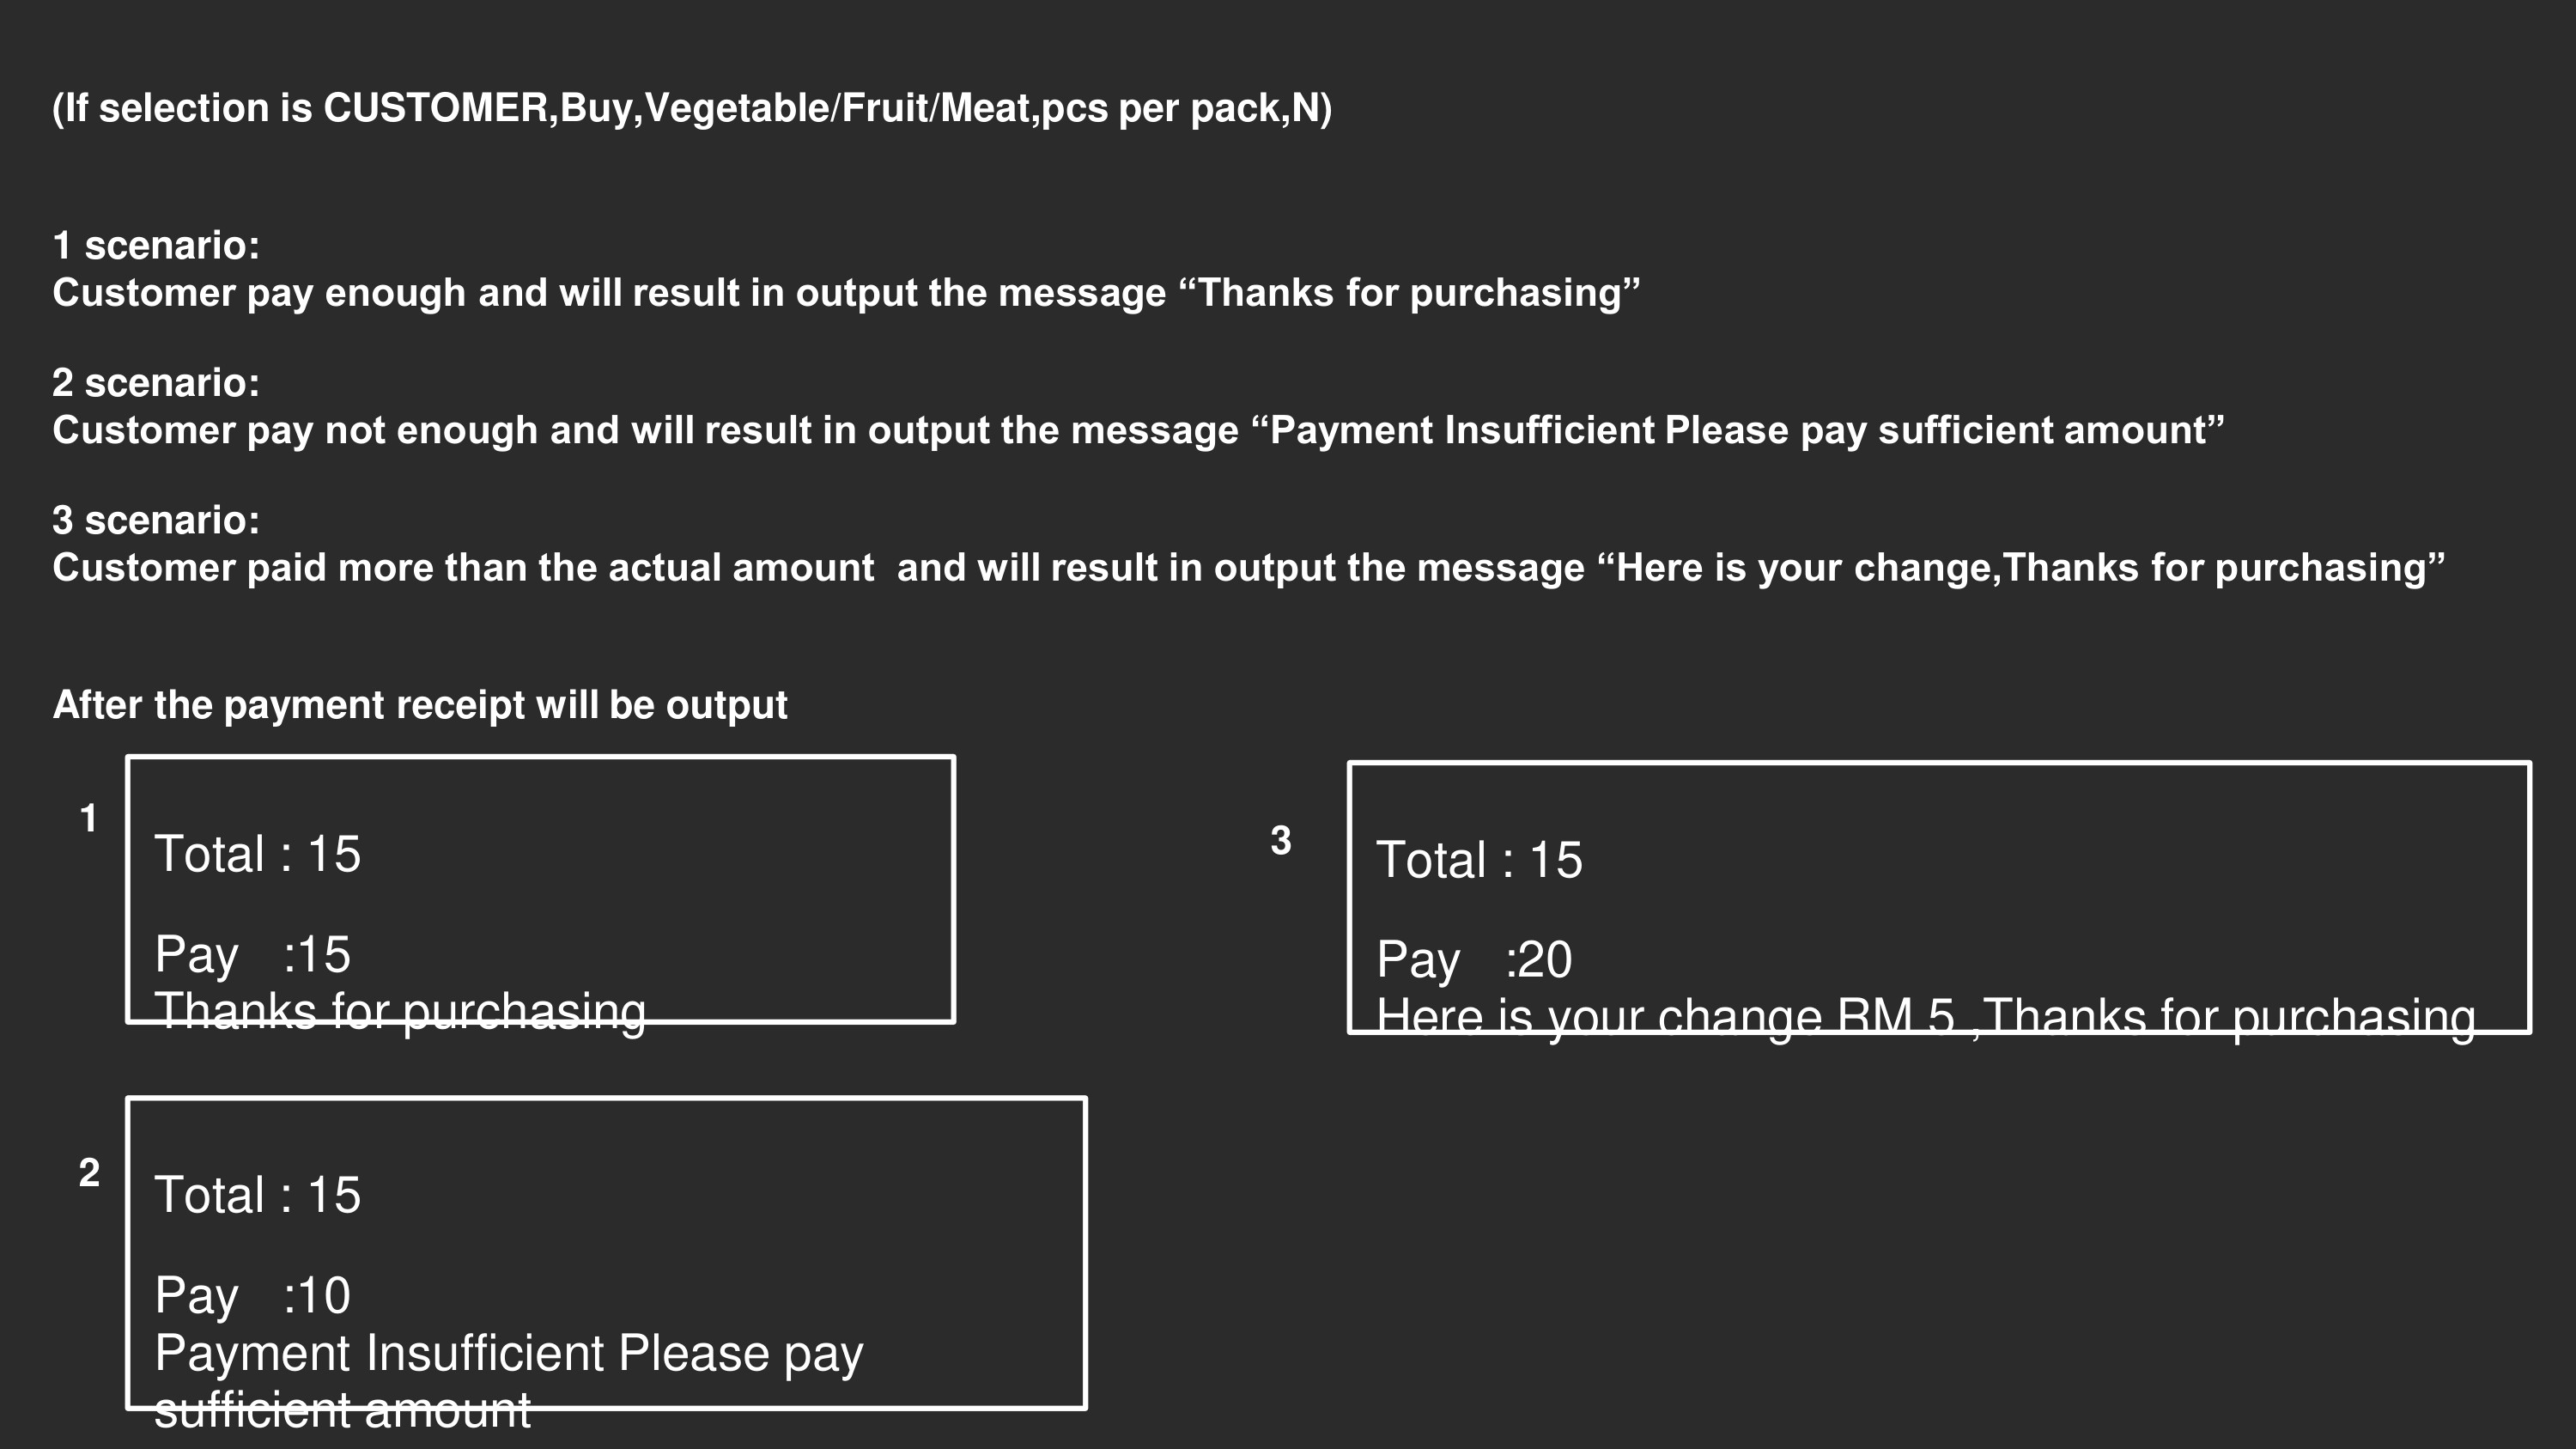 (If selection is CUSTOMER,Buy,Vegetable/Fruit/Meat,pcs per pack,N)
1 scenario:
Customer pay enough and will result in output the message “Thanks for purchasing”
2 scenario:
Customer pay not enough and will result in output the message “Payment Insufficient Please pay sufficient amount”
3 scenario:
Customer paid more than the actual amount  and will result in output the message “Here is your change,Thanks for purchasing”
After the payment receipt will be output
1
Total : 15
Pay   :15
Thanks for purchasing
3
Total : 15
Pay   :20
Here is your change RM 5 ,Thanks for purchasing
2
Total : 15
Pay   :10
Payment Insufficient Please pay
sufficient amount